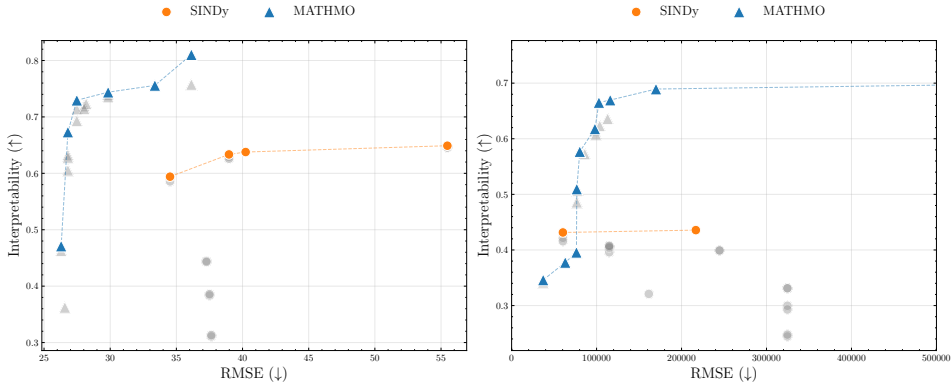 SINDy MATHMO
Interpretability (↑)
0.8
0.7
0.6
0.5
0.4
0.3
25 30 35 40 45 50 55
RMSE (↓)
SINDy MATHMO
Interpretability (↑)
0.7
0.6
0.5
0.4
0.3
0 100000 200000 300000 400000 500000
RMSE (↓)